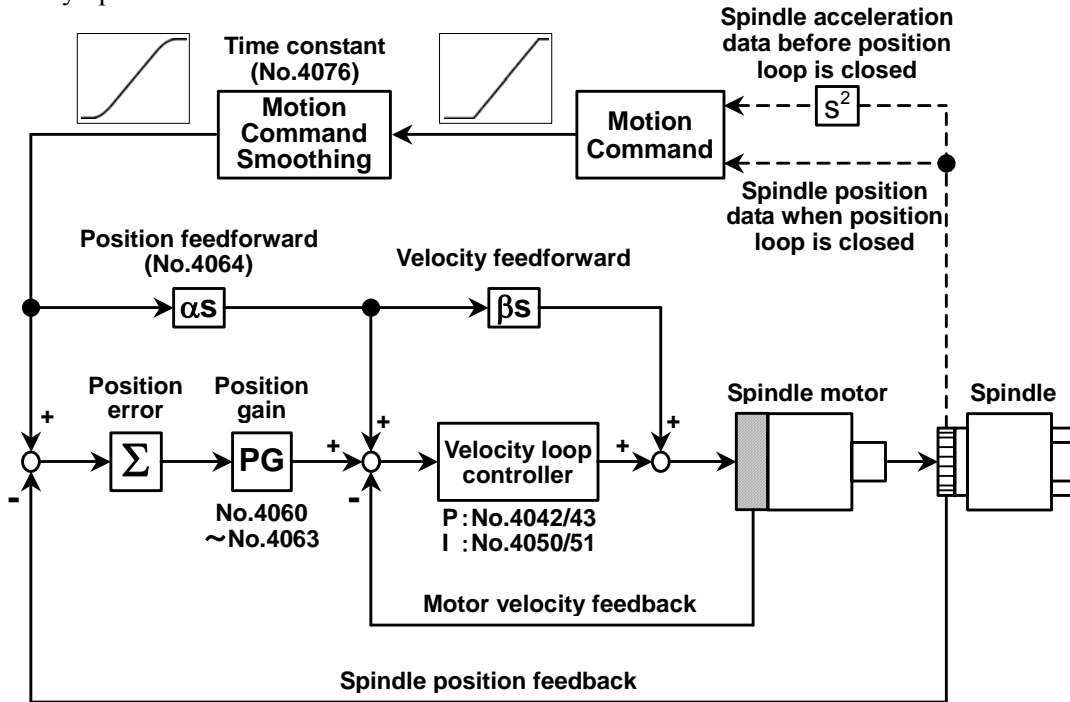 Spindle acceleration
data before position
loop is closed
Time constant
(No.4076)
Motion
Command
Smoothing
Motion
Command
s²
Spindle position
data when position
loop is closed
Position feedforward
(No.4064)
Velocity feedforward
αs
βs
Position
error
Position
gain
Spindle motor
Spindle
+
+
+
Σ
PG
+
Velocity loop
controller
+
-
-
No.4060
～No.4063
P:No.4042/43
I :No.4050/51
Motor velocity feedback
Spindle position feedback